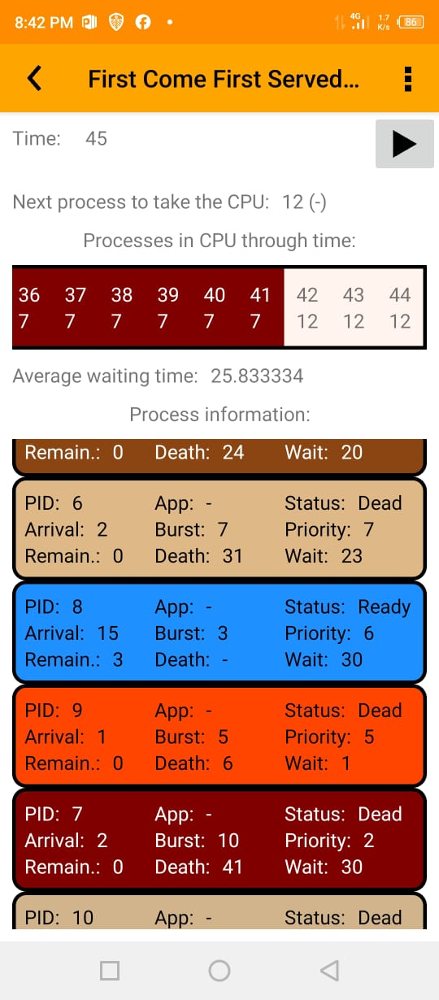 8:42 PM 4G 1.7 K/s 86
First Come First Served...
Time: 45
Next process to take the CPU: 12 (-)
Processes in CPU through time:
36 37 38 39 40 41 42 43 44
7 7 7 7 7 7 12 12 12
Average waiting time: 25.833334
Process information:
Remain.: 0 Death: 24 Wait: 20
PID: 6 App: - Status: Dead
Arrival: 2 Burst: 7 Priority: 7
Remain.: 0 Death: 31 Wait: 23
PID: 8 App: - Status: Ready
Arrival: 15 Burst: 3 Priority: 6
Remain.: 3 Death: - Wait: 30
PID: 9 App: - Status: Dead
Arrival: 1 Burst: 5 Priority: 5
Remain.: 0 Death: 6 Wait: 1
PID: 7 App: - Status: Dead
Arrival: 2 Burst: 10 Priority: 2
Remain.: 0 Death: 41 Wait: 30
PID: 10 App: - Status: Dead